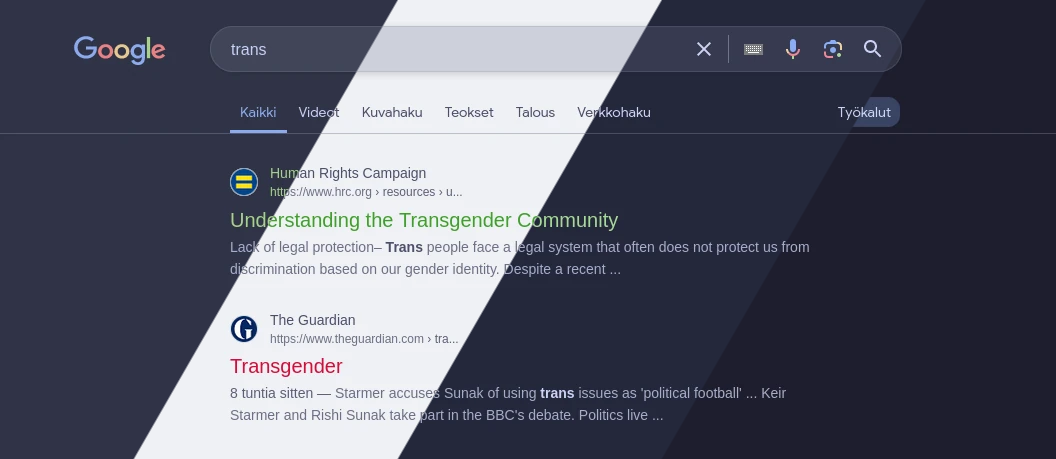 Google
trans
Kaikki Videot Kuvahaku Teokset Talous Verkkohaku Työkalut
Human Rights Campaign
https://www.hrc.org › resources › u...
Understanding the Transgender Community
Lack of legal protection– Trans people face a legal system that often does not protect us from
discrimination based on our gender identity. Despite a recent ...
The Guardian
https://www.theguardian.com › tra...
Transgender
8 tuntia sitten — Starmer accuses Sunak of using trans issues as 'political football' ... Keir
Starmer and Rishi Sunak take part in the BBC's debate. Politics live ...